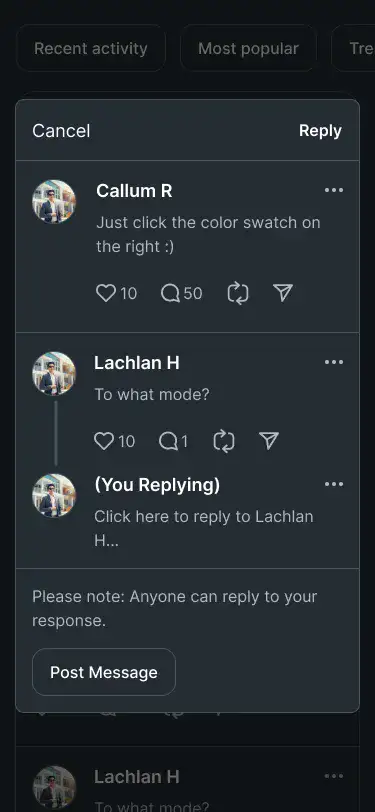 Recent activity
Most popular
Tre
Cancel
Reply
Callum R
Just click the color swatch on
the right :)
10
50
Lachlan H
To what mode?
10
1
(You Replying)
Click here to reply to Lachlan
H...
Please note: Anyone can reply to your
response.
Post Message
Lachlan H
To what mode?